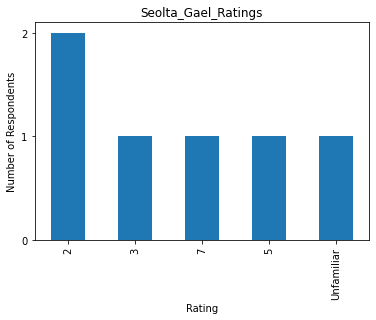 Seolta_Gael_Ratings
Number of Respondents
2
1
0
2
3
7
5
Unfamiliar
Rating